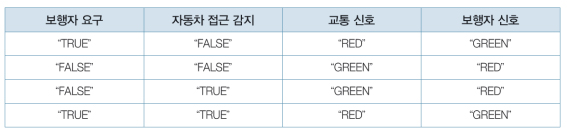 보행자 요구 자동차 접근 감지 교통 신호 보행자 신호
“TRUE” “FALSE” “RED” “GREEN”
“FALSE” “FALSE” “GREEN” “RED”
“FALSE” “TRUE” “GREEN” “RED”
“TRUE” “TRUE” “RED” “GREEN”